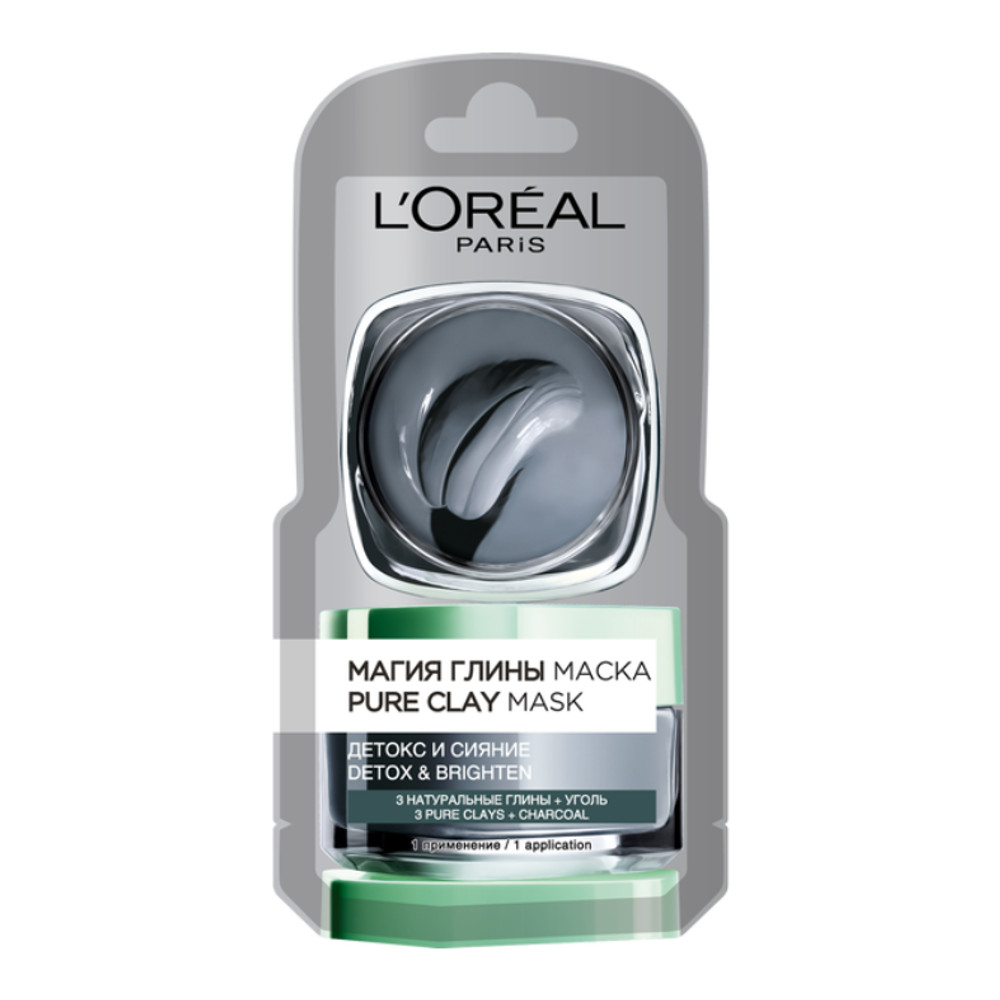 L'ORÉAL
PARiS
МАГИЯ ГЛИНЫ МАСКА
PURE CLAY MASK
ДЕТОКС И СИЯНИЕ
DETOX & BRIGHTEN
3 НАТУРАЛЬНЫЕ ГЛИНЫ + УГОЛЬ
3 PURE CLAYS + CHARCOAL
1 применение / 1 application